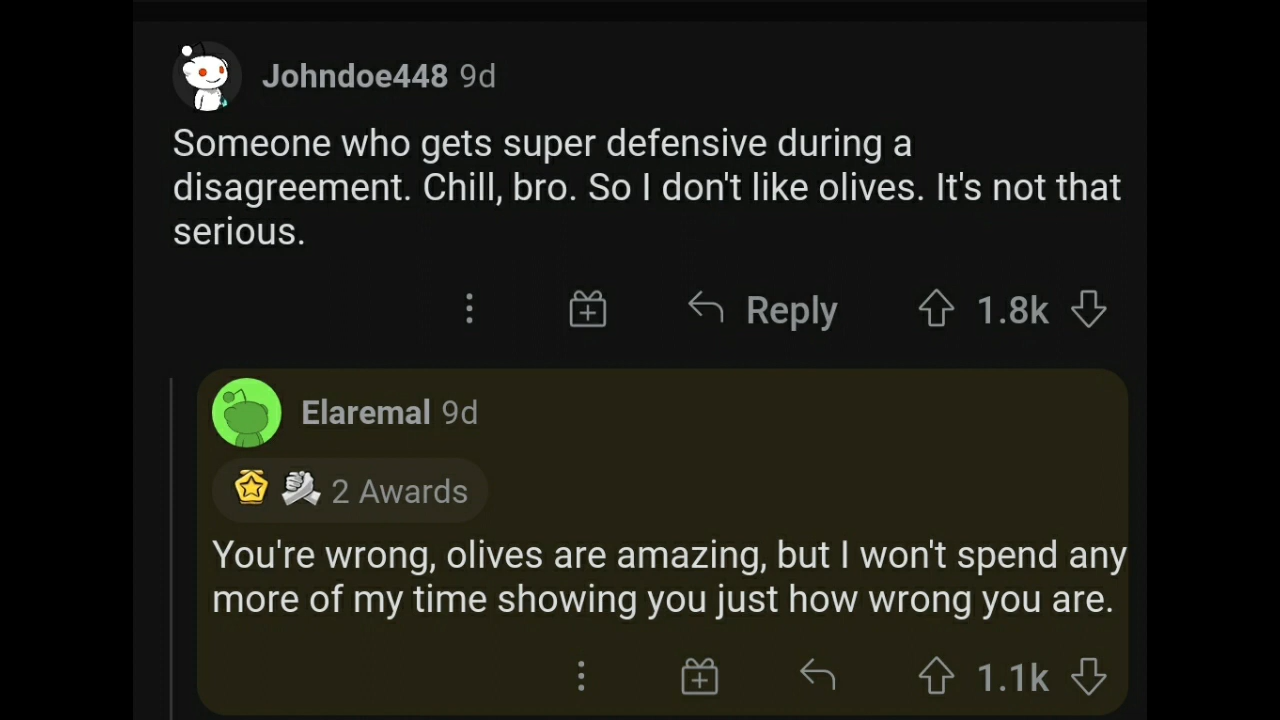 Johndoe448 9d
Someone who gets super defensive during a
disagreement. Chill, bro. So I don't like olives. It's not that
serious.
Reply 1.8k
Elaremal 9d
2 Awards
You're wrong, olives are amazing, but I won't spend any
more of my time showing you just how wrong you are.
1.1k